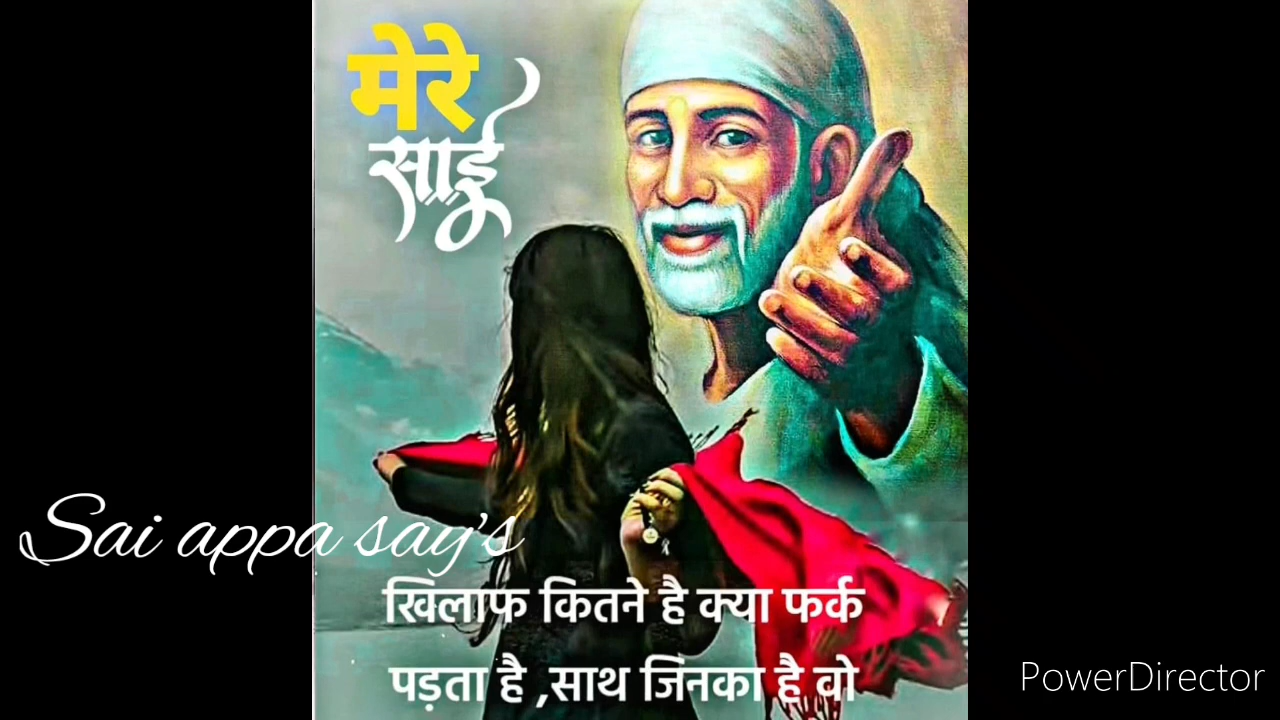 मेरे
साईं
Sai appa say's
खिलाफ कितने है क्या फर्क
पड़ता है ,साथ जिनका है वो
PowerDirector